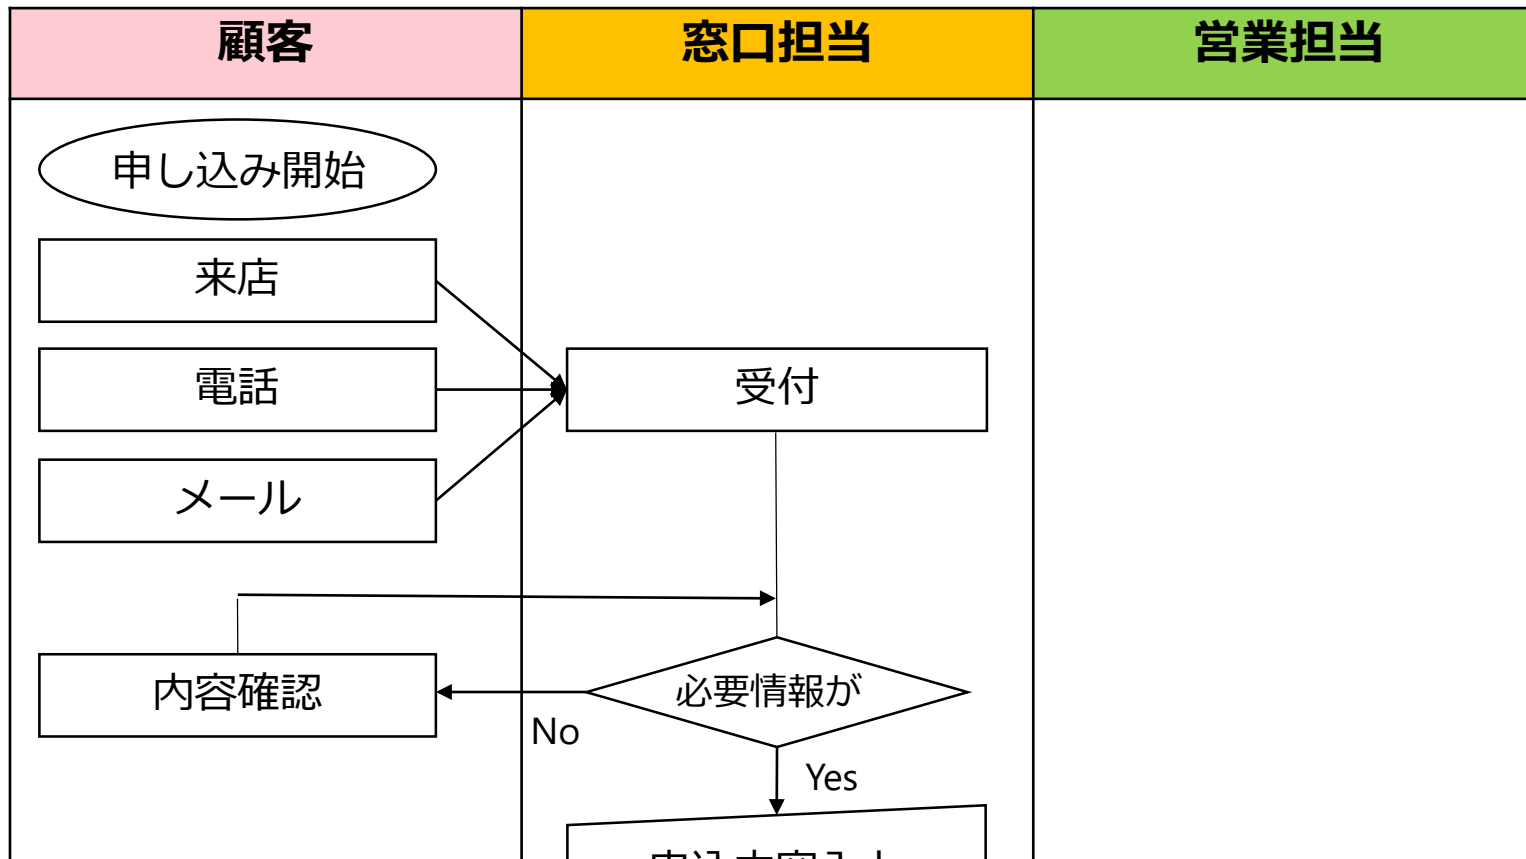 顧客
窓口担当
営業担当
申し込み開始
来店
電話
受付
メール
内容確認
必要情報が
No
Yes